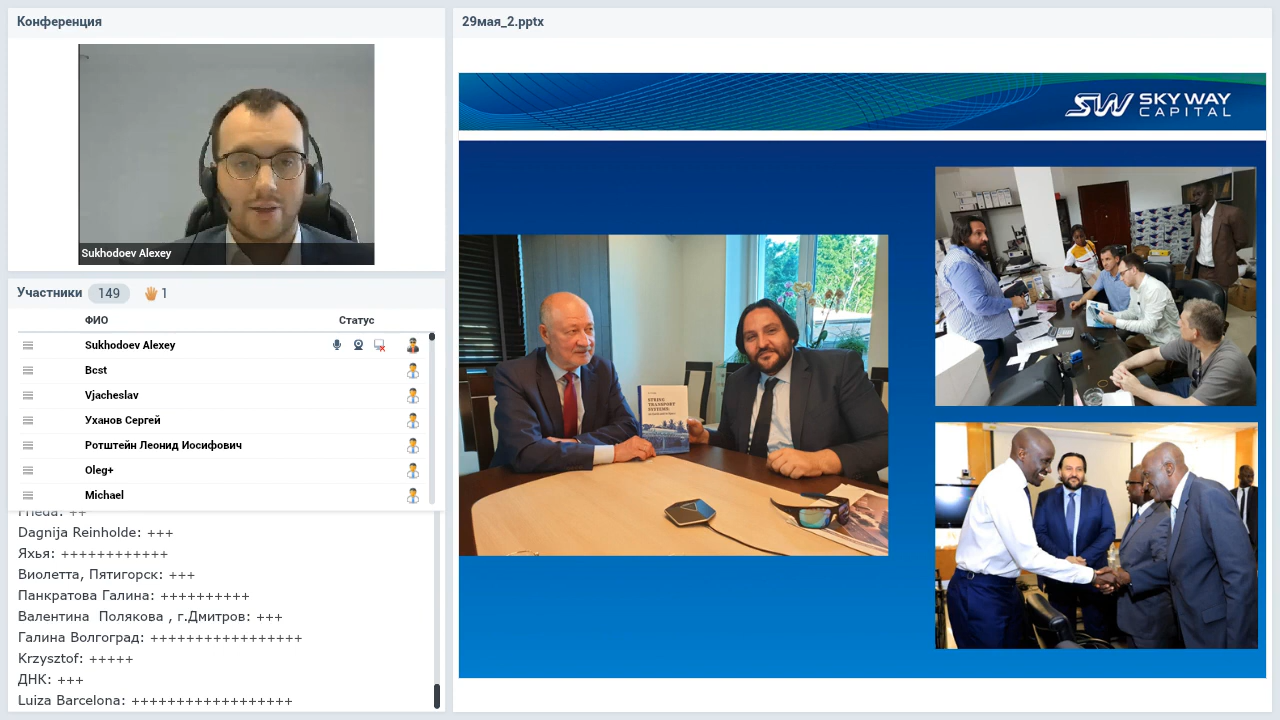 Конференция
Sukhodoev Alexey
Участники 149 1
ФИО Статус
Sukhodoev Alexey
Bcst
Vjacheslav
Уханов Сергей
Ротштейн Леонид Иосифович
Oleg+
Michael
Frieda: ++
Dagnija Reinholde: +++
Яхья: ++++++++++++
Виолетта, Пятигорск: +++
Панкратова Галина: ++++++++++
Валентина Полякова , г.Дмитров: +++
Галина Волгоград: +++++++++++++++++
Krzysztof: +++++
ДНК: +++
Luiza Barcelona: ++++++++++++++++++
29мая_2.pptx
SW SKY WAY
CAPITAL
STRING
TRANSPORT
SYSTEMS: